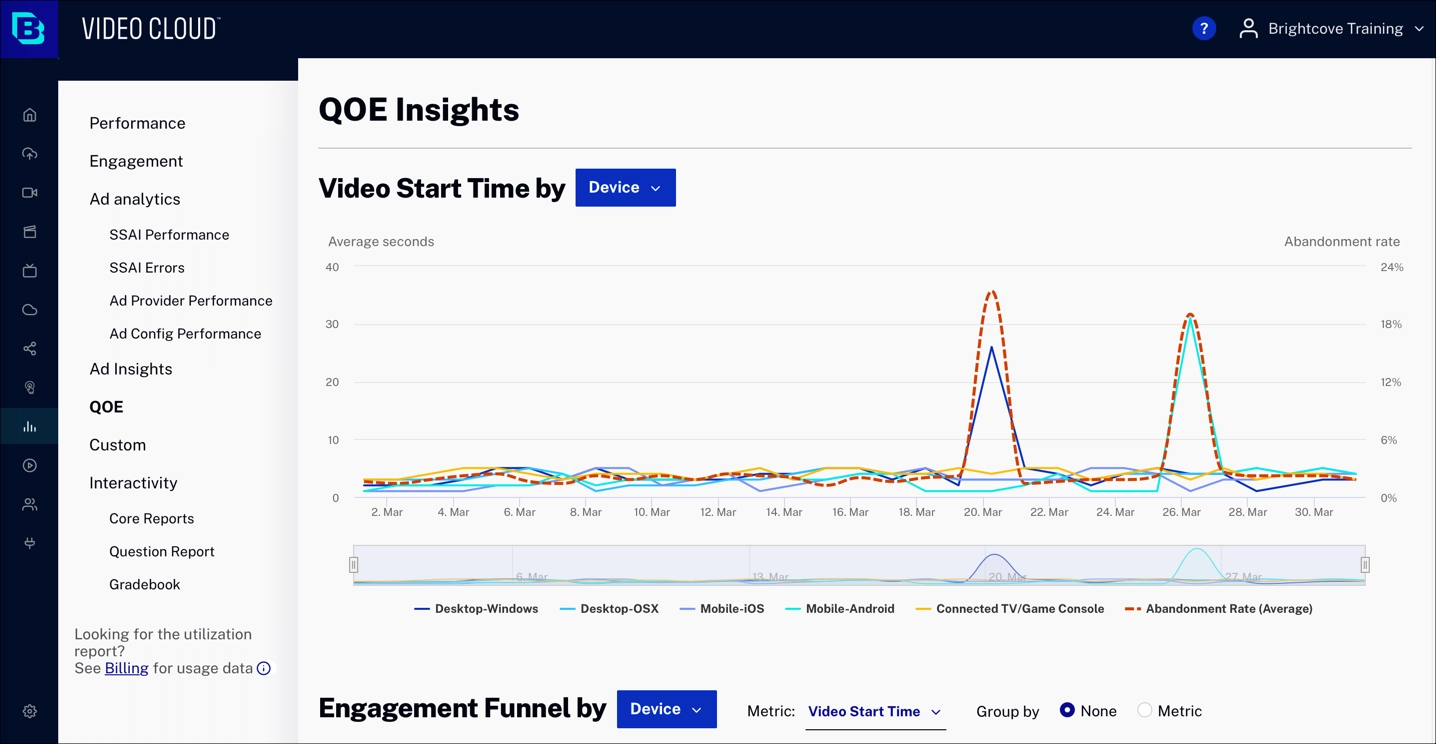 VIDEO CLOUD™
? Brightcove Training
Performance
Engagement
Ad analytics
SSAI Performance
SSAI Errors
Ad Provider Performance
Ad Config Performance
Ad Insights
QOE
Custom
Interactivity
Core Reports
Question Report
Gradebook
Looking for the utilization
report?
See Billing for usage data
QOE Insights
Video Start Time by Device
Average seconds Abandonment rate
40 24%
30 18%
20 12%
10 6%
0 0%
2. Mar 4. Mar 6. Mar 8. Mar 10. Mar 12. Mar 14. Mar 16. Mar 18. Mar 20. Mar 22. Mar 24. Mar 26. Mar 28. Mar 30. Mar
6. Mar 13. Mar 20. Mar 27. Mar
Desktop-Windows Desktop-OSX Mobile-iOS Mobile-Android Connected TV/Game Console Abandonment Rate (Average)
Engagement Funnel by Device Metric: Video Start Time Group by None Metric